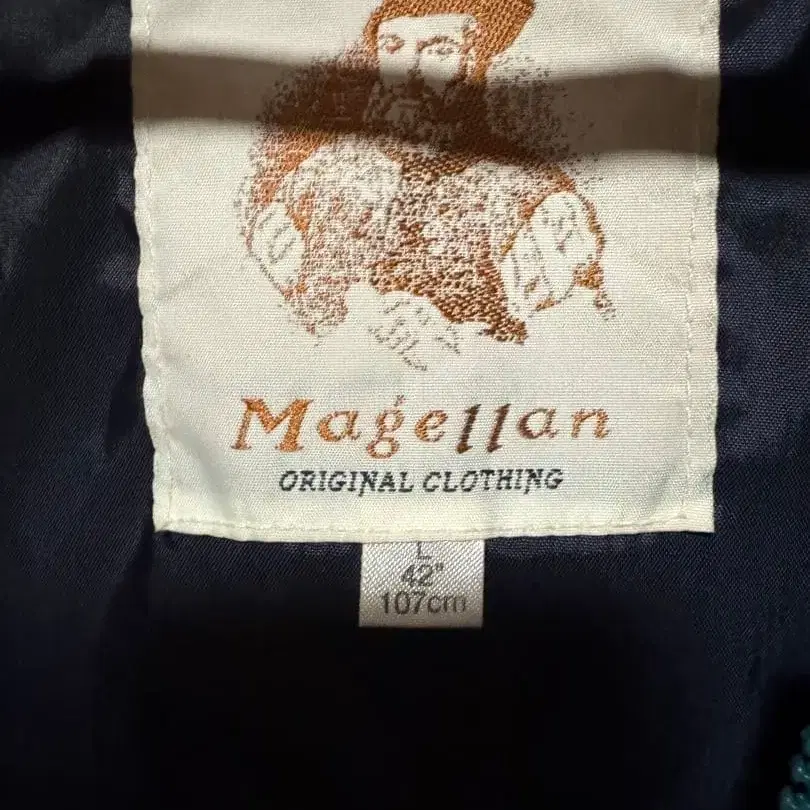 Magellan
ORIGINAL CLOTHING
L
42"
107cm